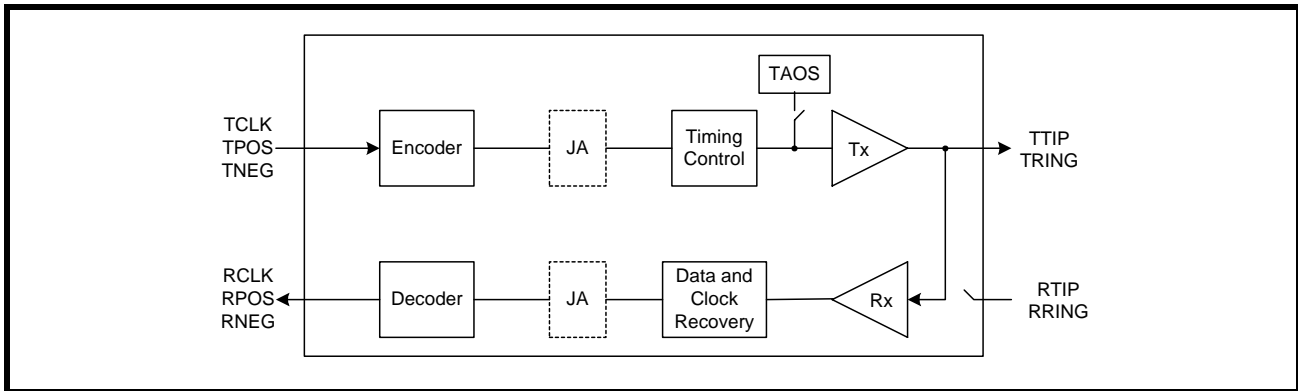 TAOS
TCLK
TPOS
TNEG
Encoder
JA
Timing
Control
Tx
TTIP
TRING
RCLK
RPOS
RNEG
Decoder
JA
Data and
Clock
Recovery
Rx
RTIP
RRING